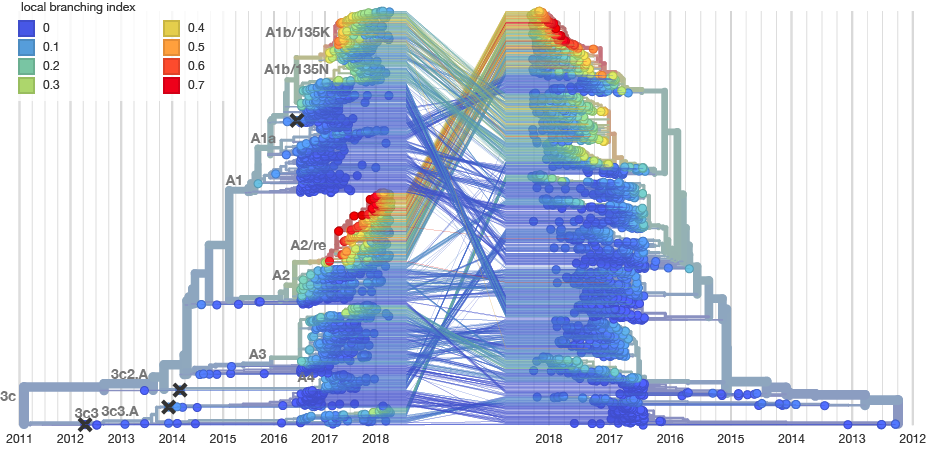 local branching index
0 0.4
0.1 0.5
0.2 0.6
0.3 0.7
A1b/135K
A1b/135N
A1a
A1
A2/re
A2
A3
3c2.A
A4
3c
3c3 3c3.A
2011 2012 2013 2014 2015 2016 2017 2018 2018 2017 2016 2015 2014 2013 2012